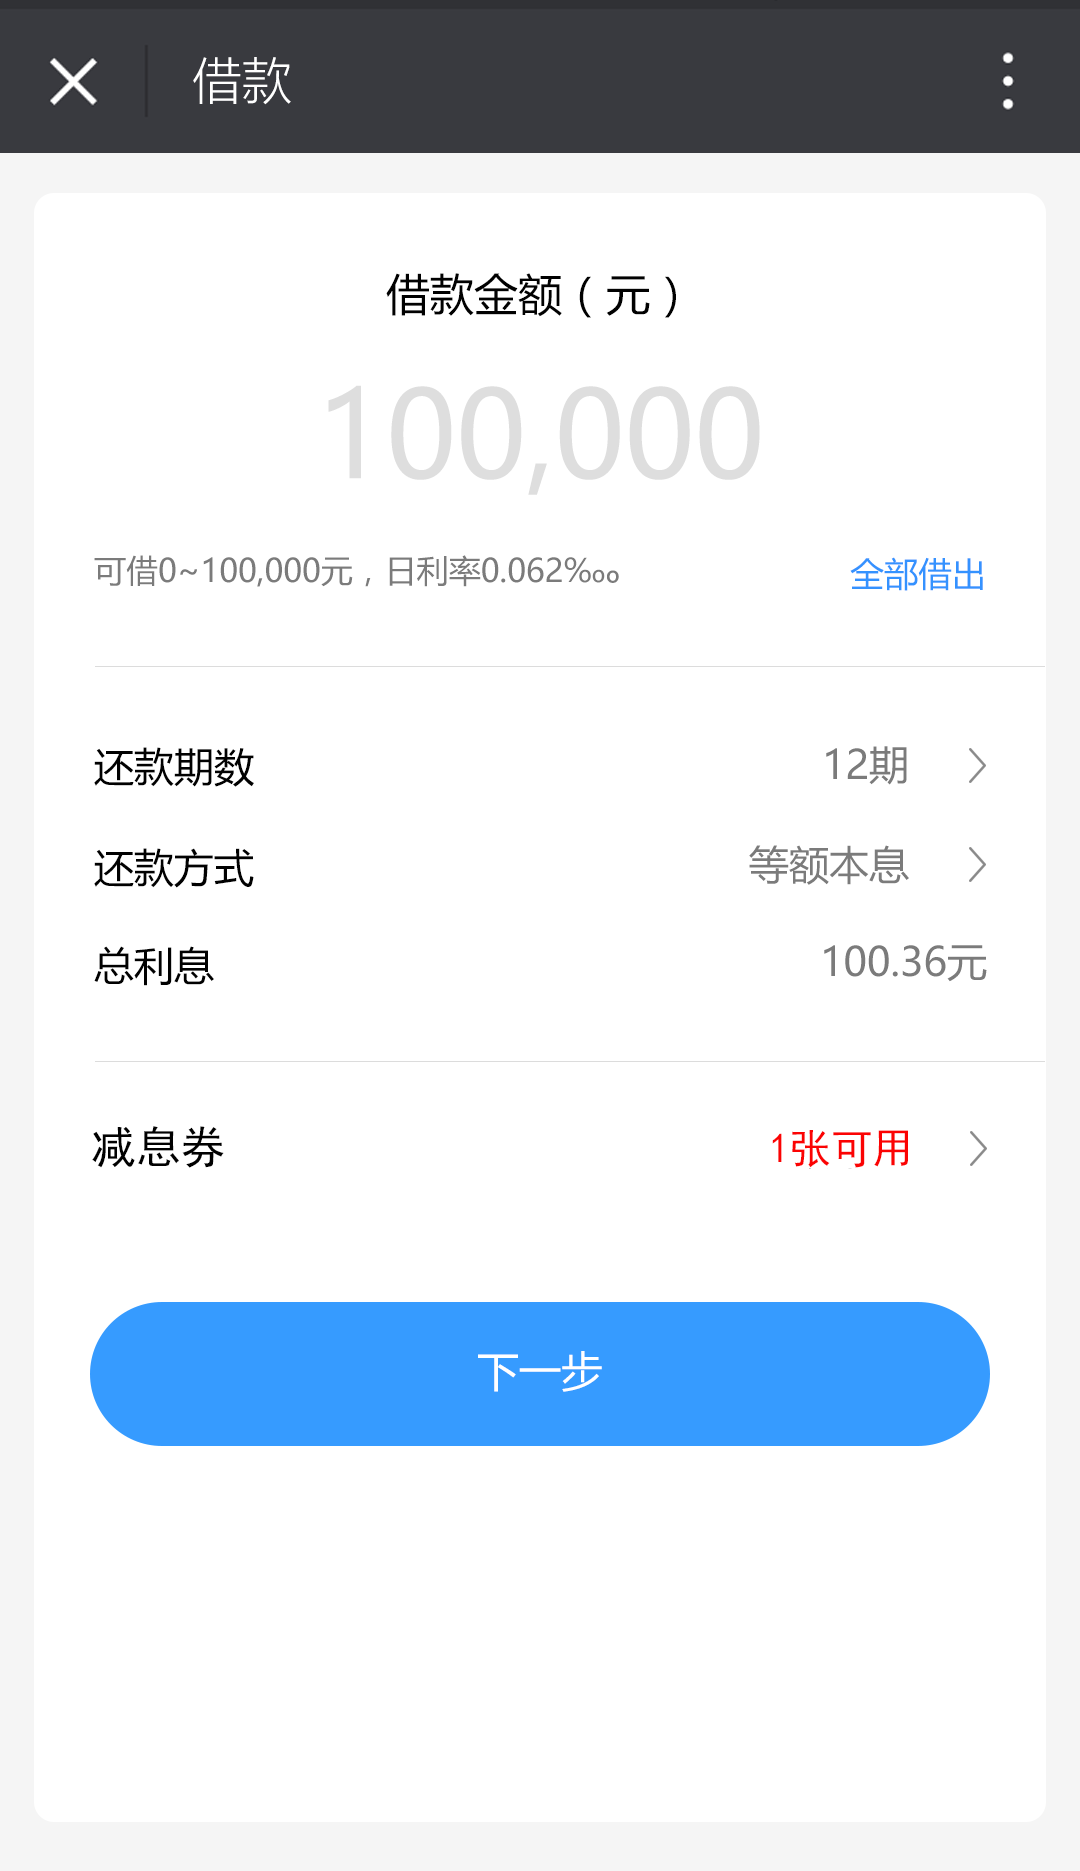 借款
借款金额（元）
100,000
可借0~100,000元，日利率0.062%oo
全部借出
还款期数 12期
还款方式 等额本息
总利息 100.36元
减息券 1张可用
下一步